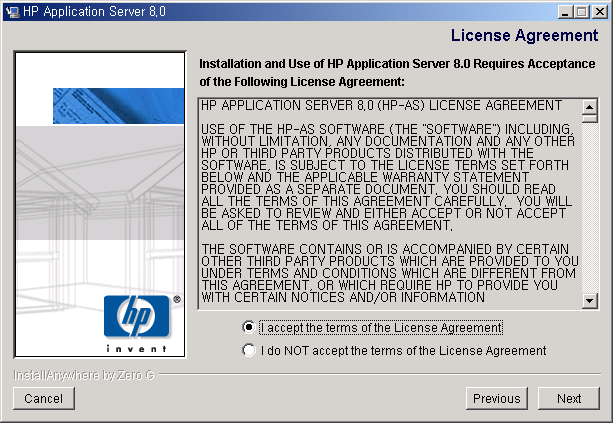 HP Application Server 8,0
License Agreement
Installation and Use of HP Application Server 8.0 Requires Acceptance
of the Following License Agreement:
HP APPLICATION SERVER 8,0 (HP-AS) LICENSE AGREEMENT
USE OF THE HP-AS SOFTWARE (THE "SOFTWARE") INCLUDING,
WITHOUT LIMITATION, ANY DOCUMENTATION AND ANY OTHER
HP OR THIRD PARTY PRODUCTS DISTRIBUTED WITH THE
SOFTWARE, IS SUBJECT TO THE LICENSE TERMS SET FORTH
BELOW AND THE APPLICABLE WARRANTY STATEMENT
PROVIDED AS A SEPARATE DOCUMENT, YOU SHOULD READ
ALL THE TERMS OF THIS AGREEMENT CAREFULLY, YOU WILL
BE ASKED TO REVIEW AND EITHER ACCEPT OR NOT ACCEPT
ALL OF THE TERMS OF THIS AGREEMENT,
THE SOFTWARE CONTAINS OR IS ACCOMPANIED BY CERTAIN
OTHER THIRD PARTY PRODUCTS WHICH ARE PROVIDED TO YOU
UNDER TERMS AND CONDITIONS WHICH ARE DIFFERENT FROM
THIS AGREEMENT, OR WHICH REQUIRE HP TO PROVIDE YOU
WITH CERTAIN NOTICES AND/OR INFORMATION
hp ®
invent
I accept the terms of the License Agreement
I do NOT accept the terms of the License Agreement
InstallAnywhere by Zero G
Cancel
Previous
Next